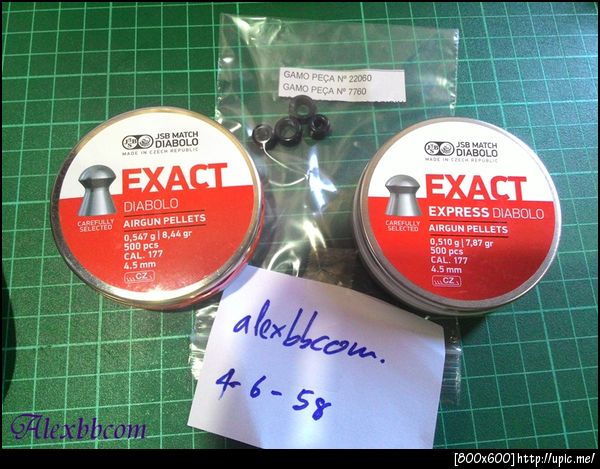 GAMO PEÇA Nº 22060
GAMO PEÇA Nº 7760
JSB MATCH
DIABOLO
MADE IN CZECH REPUBLIC
EXACT
DIABOLO
AIRGUN PELLETS
CAREFULLY
SELECTED
0,547 g | 8,44 gr
500 pcs
CAL. 177
4.5 mm
CZ
JSB MATCH
DIABOLO
MADE IN CZECH REPUBLIC
EXACT
EXPRESS DIABOLO
AIRGUN PELLETS
CAREFULLY
SELECTED
0,510 g | 7,87 gr
500 pcs
CAL. 177
4.5 mm
CZ
alexbbcom.
4-6-58
Alexbbcom
[800x600]http://upic.me/